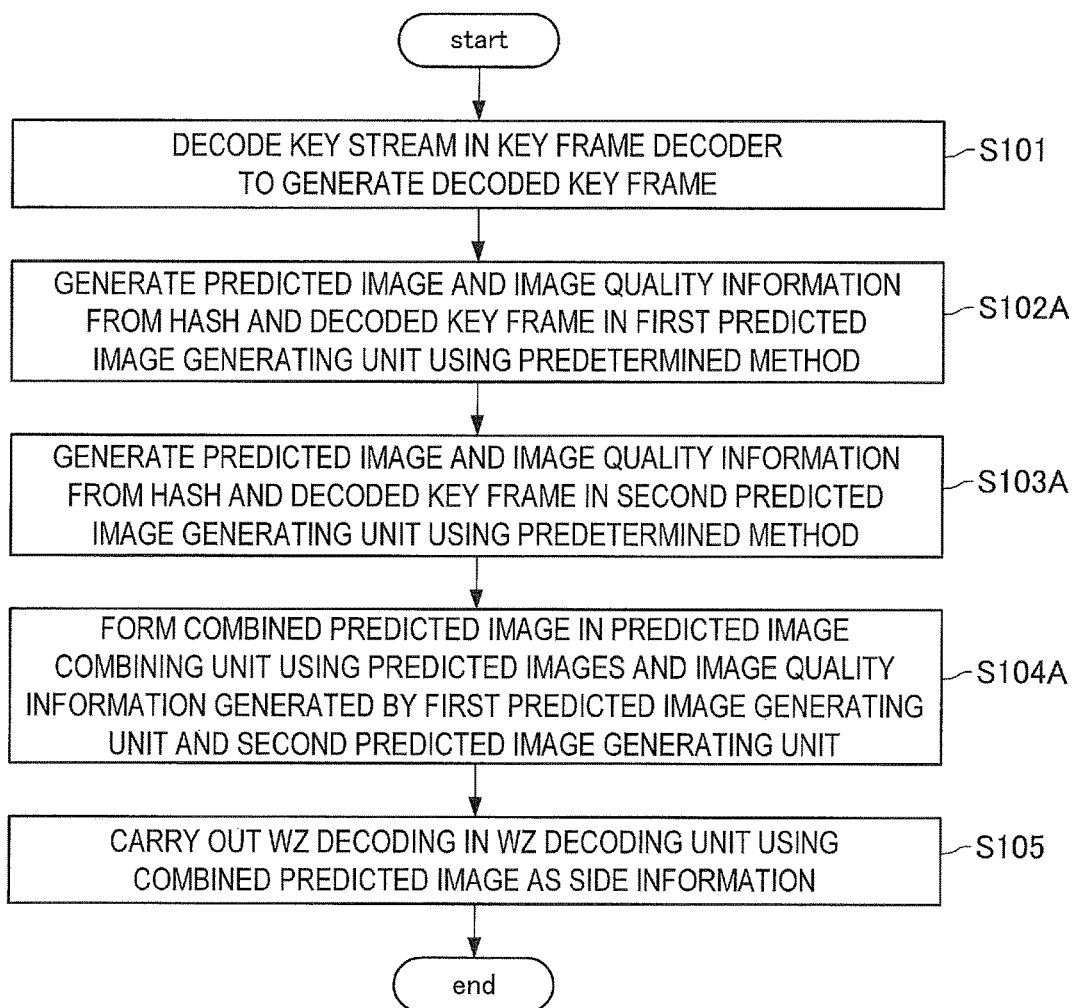 start
DECODE KEY STREAM IN KEY FRAME DECODER
TO GENERATE DECODED KEY FRAME
S101
GENERATE PREDICTED IMAGE AND IMAGE QUALITY INFORMATION
FROM HASH AND DECODED KEY FRAME IN FIRST PREDICTED
IMAGE GENERATING UNIT USING PREDETERMINED METHOD
S102A
GENERATE PREDICTED IMAGE AND IMAGE QUALITY INFORMATION
FROM HASH AND DECODED KEY FRAME IN SECOND PREDICTED
IMAGE GENERATING UNIT USING PREDETERMINED METHOD
S103A
FORM COMBINED PREDICTED IMAGE IN PREDICTED IMAGE
COMBINING UNIT USING PREDICTED IMAGES AND IMAGE QUALITY
INFORMATION GENERATED BY FIRST PREDICTED IMAGE GENERATING
UNIT AND SECOND PREDICTED IMAGE GENERATING UNIT
S104A
CARRY OUT WZ DECODING IN WZ DECODING UNIT USING
COMBINED PREDICTED IMAGE AS SIDE INFORMATION
S105
end